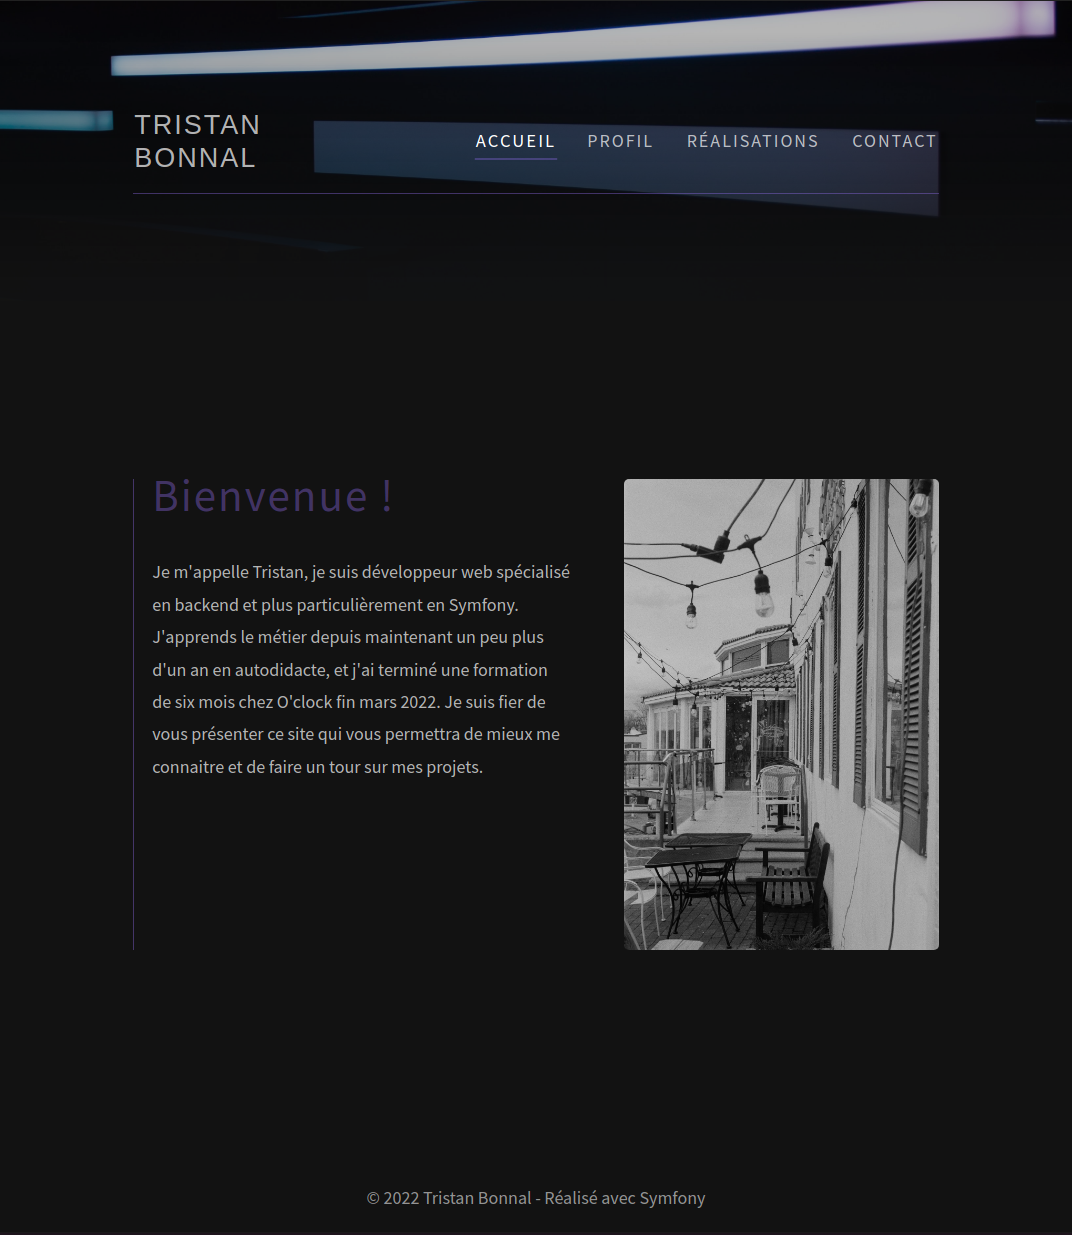 TRISTAN
BONNAL
ACCUEIL PROFIL RÉALISATIONS CONTACT
Bienvenue !
Je m'appelle Tristan, je suis développeur web spécialisé
en backend et plus particulièrement en Symfony.
J'apprends le métier depuis maintenant un peu plus
d'un an en autodidacte, et j'ai terminé une formation
de six mois chez O'clock fin mars 2022. Je suis fier de
vous présenter ce site qui vous permettra de mieux me
connaitre et de faire un tour sur mes projets.
© 2022 Tristan Bonnal - Réalisé avec Symfony